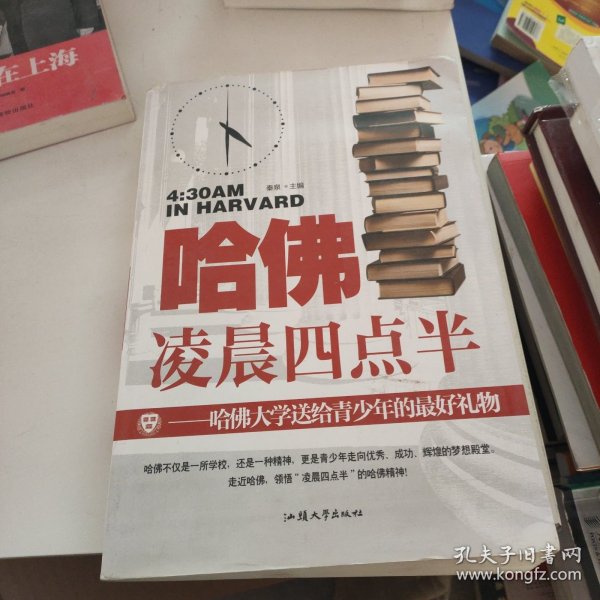 在上海
4:30AM
IN HARVARD
秦泉·主编
哈佛
凌晨四点半
——哈佛大学送给青少年的最好礼物
哈佛不仅是一所学校，还是一种精神，更是青少年走向优秀、成功、辉煌的梦想殿堂。
走近哈佛，领悟“凌晨四点半”的哈佛精神！
汕頭大學出版社
孔夫子旧书网
www.kongfz.com